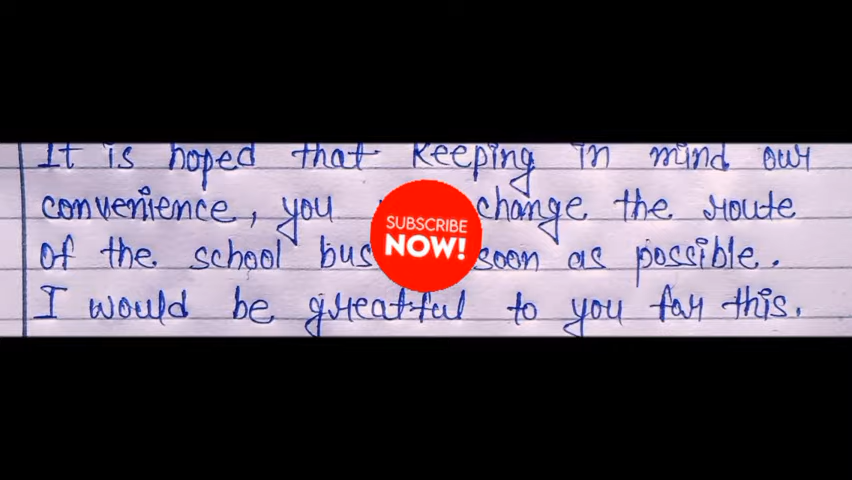 It is hoped that keeping in mind our
convenience, you change the route
of the school bus soon as possible.
I would be greatful to you for this.
SUBSCRIBE
NOW!